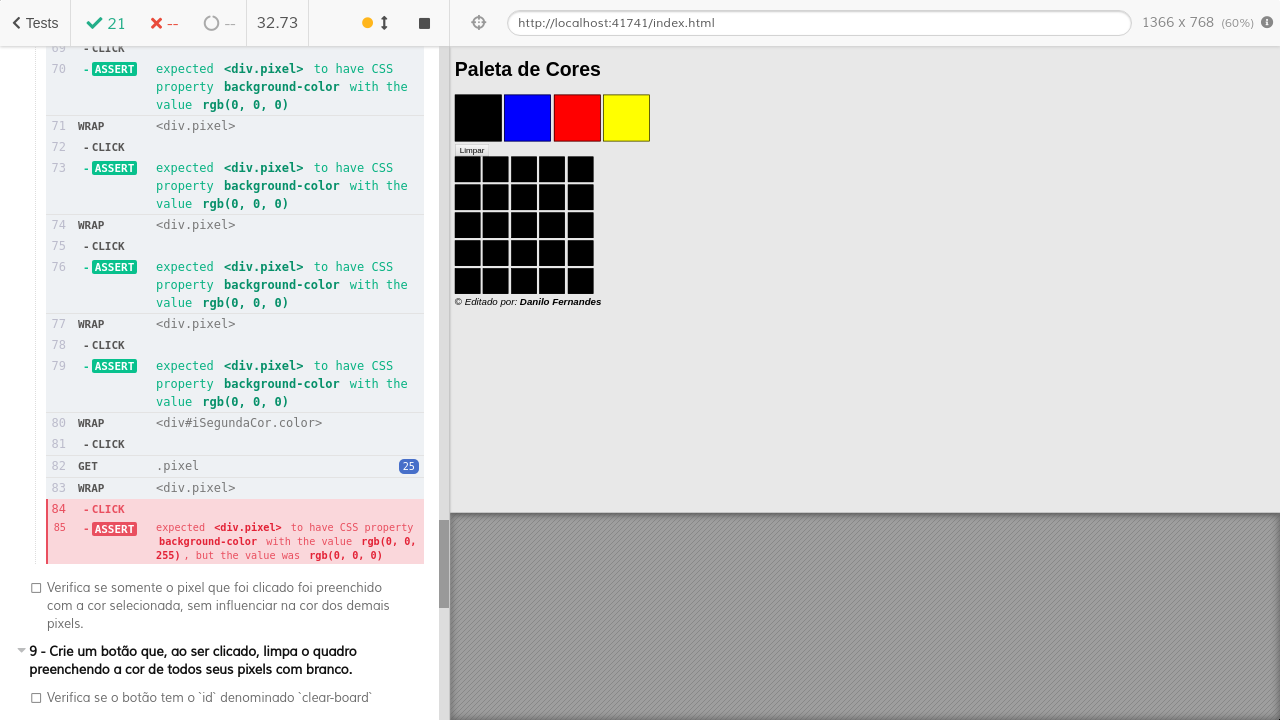 Tests
21
--
--
32.73
http://localhost:41741/index.html
1366 x 768 (60%)
69 - CLICK
70 - ASSERT expected <div.pixel> to have CSS
property background-color with the
value rgb(0, 0, 0)
71 WRAP <div.pixel>
72 - CLICK
73 - ASSERT expected <div.pixel> to have CSS
property background-color with the
value rgb(0, 0, 0)
74 WRAP <div.pixel>
75 - CLICK
76 - ASSERT expected <div.pixel> to have CSS
property background-color with the
value rgb(0, 0, 0)
77 WRAP <div.pixel>
78 - CLICK
79 - ASSERT expected <div.pixel> to have CSS
property background-color with the
value rgb(0, 0, 0)
80 WRAP <div#iSegundaCor.color>
81 - CLICK
82 GET .pixel 25
83 WRAP <div.pixel>
84 - CLICK
85 - ASSERT expected <div.pixel> to have CSS property
background-color with the value rgb(0, 0,
255) , but the value was rgb(0, 0, 0)
Verifica se somente o pixel que foi clicado foi preenchido
com a cor selecionada, sem influenciar na cor dos demais
pixels.
9 - Crie um botão que, ao ser clicado, limpa o quadro
preenchendo a cor de todos seus pixels com branco.
Verifica se o botão tem o `id` denominado `clear-board`
Paleta de Cores
Limpar
© Editado por: Danilo Fernandes